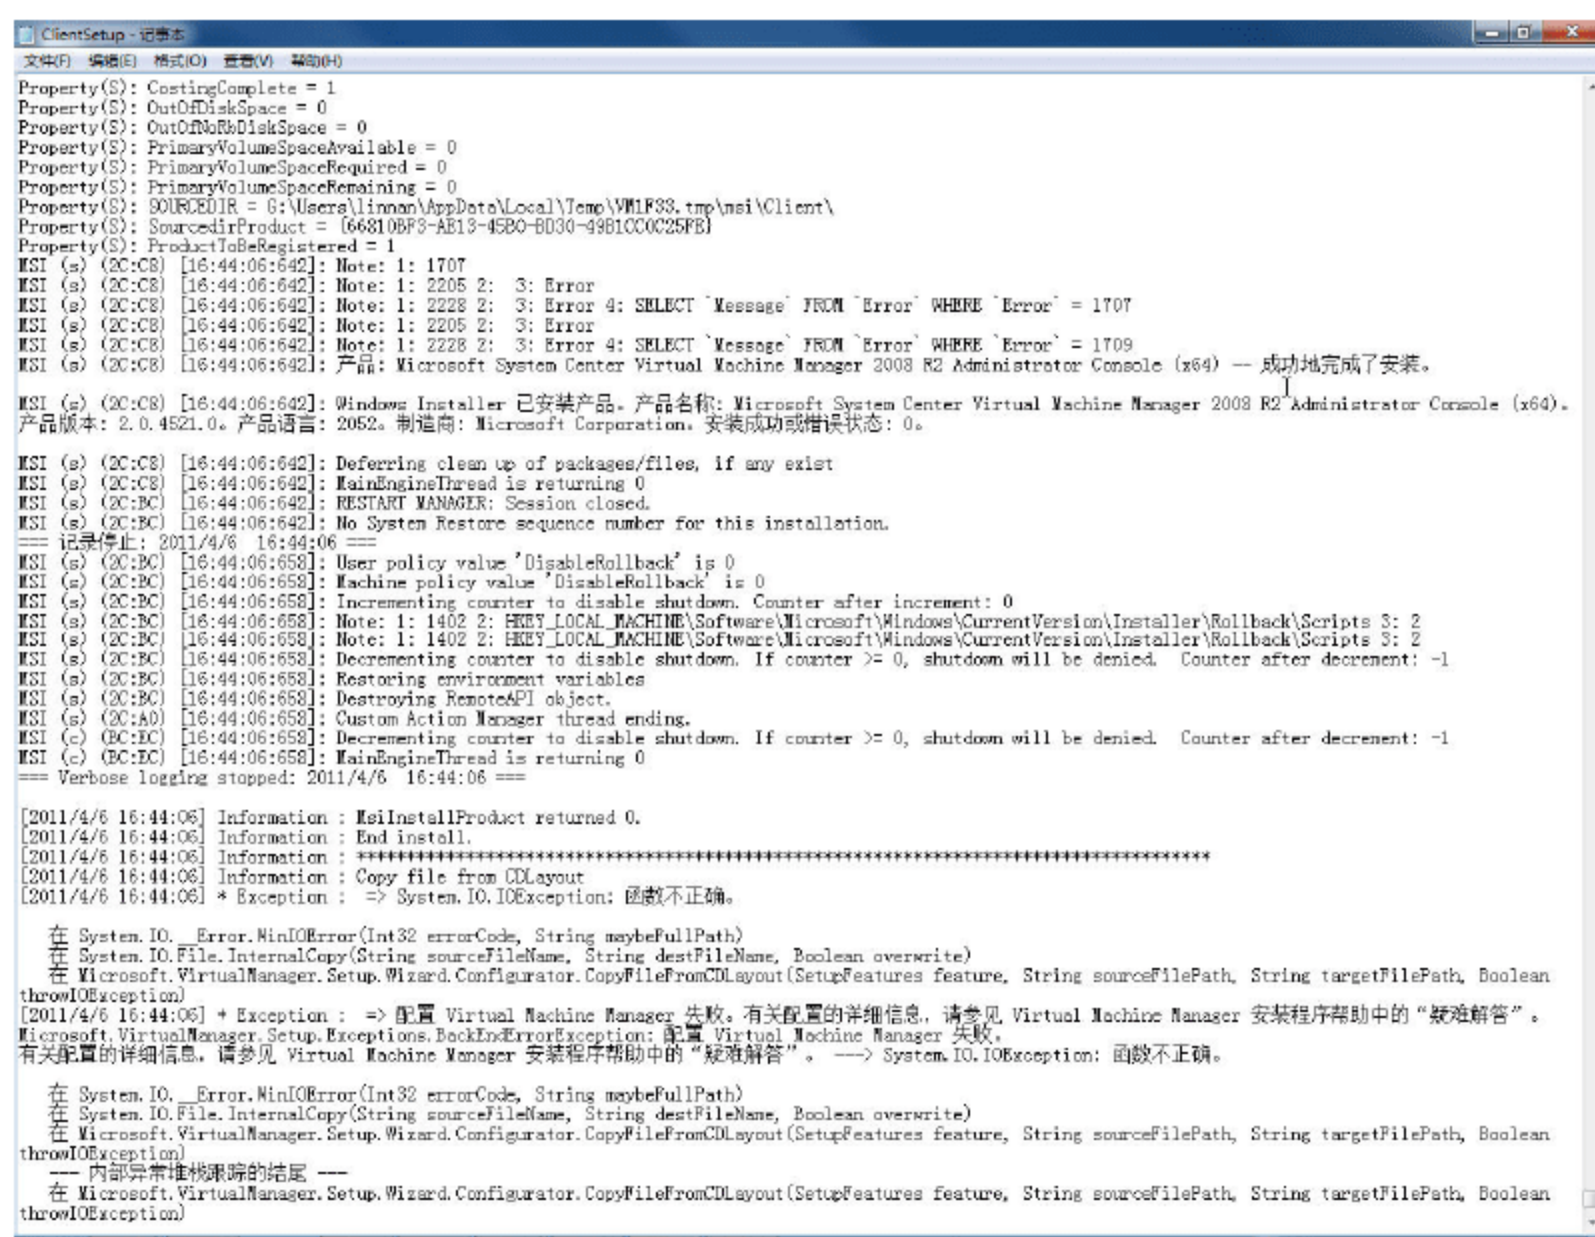 ClientSetup - 记事本
文件(F) 编辑(E) 格式(O) 查看(V) 帮助(H)
Property(S): CostingComplete = 1
Property(S): OutOfDiskSpace = 0
Property(S): OutOfNoRbDiskSpace = 0
Property(S): PrimaryVolumeSpaceAvailable = 0
Property(S): PrimaryVolumeSpaceRequired = 0
Property(S): PrimaryVolumeSpaceRemaining = 0
Property(S): SOURCEDIR = G:\Users\linnan\AppData\Local\Temp\VM1F33.tmp\msi\Client\
Property(S): SourcedirProduct = {66810BF3-AB13-45B0-BD30-49B1CC0C25FB}
Property(S): ProductToBeRegistered = 1
MSI (s) (2C:C8) [16:44:06:642]: Note: 1: 1707
MSI (s) (2C:C8) [16:44:06:642]: Note: 1: 2205 2:  3: Error
MSI (s) (2C:C8) [16:44:06:642]: Note: 1: 2228 2:  3: Error 4: SELECT `Message` FROM `Error` WHERE `Error` = 1707
MSI (s) (2C:C8) [16:44:06:642]: Note: 1: 2205 2:  3: Error
MSI (s) (2C:C8) [16:44:06:642]: Note: 1: 2228 2:  3: Error 4: SELECT `Message` FROM `Error` WHERE `Error` = 1709
MSI (s) (2C:C8) [16:44:06:642]: 产品: Microsoft System Center Virtual Machine Manager 2008 R2 Administrator Console (x64) -- 成功地完成了安装。
MSI (s) (2C:C8) [16:44:06:642]: Windows Installer 已安装产品。产品名称: Microsoft System Center Virtual Machine Manager 2008 R2 Administrator Console (x64)。
产品版本: 2.0.4521.0。产品语言: 2052。制造商: Microsoft Corporation。安装成功或错误状态: 0。
MSI (s) (2C:C8) [16:44:06:642]: Deferring clean up of packages/files, if any exist
MSI (s) (2C:C8) [16:44:06:642]: MainEngineThread is returning 0
MSI (s) (2C:BC) [16:44:06:642]: RESTART MANAGER: Session closed.
MSI (s) (2C:BC) [16:44:06:642]: No System Restore sequence number for this installation.
=== 记录停止: 2011/4/6  16:44:06 ===
MSI (s) (2C:BC) [16:44:06:658]: User policy value 'DisableRollback' is 0
MSI (s) (2C:BC) [16:44:06:658]: Machine policy value 'DisableRollback' is 0
MSI (s) (2C:BC) [16:44:06:658]: Incrementing counter to disable shutdown. Counter after increment: 0
MSI (s) (2C:BC) [16:44:06:658]: Note: 1: 1402 2: HKEY_LOCAL_MACHINE\Software\Microsoft\Windows\CurrentVersion\Installer\Rollback\Scripts 3: 2
MSI (s) (2C:BC) [16:44:06:658]: Note: 1: 1402 2: HKEY_LOCAL_MACHINE\Software\Microsoft\Windows\CurrentVersion\Installer\Rollback\Scripts 3: 2
MSI (s) (2C:BC) [16:44:06:658]: Decrementing counter to disable shutdown. If counter >= 0, shutdown will be denied.  Counter after decrement: -1
MSI (s) (2C:BC) [16:44:06:658]: Restoring environment variables
MSI (s) (2C:BC) [16:44:06:658]: Destroying RemoteAPI object.
MSI (s) (2C:A0) [16:44:06:658]: Custom Action Manager thread ending.
MSI (c) (BC:EC) [16:44:06:658]: Decrementing counter to disable shutdown. If counter >= 0, shutdown will be denied.  Counter after decrement: -1
MSI (c) (BC:EC) [16:44:06:658]: MainEngineThread is returning 0
=== Verbose logging stopped: 2011/4/6  16:44:06 ===
[2011/4/6 16:44:06] Information : MsiInstallProduct returned 0.
[2011/4/6 16:44:06] Information : End install.
[2011/4/6 16:44:06] Information : **************************************************************************************
[2011/4/6 16:44:06] Information : Copy file from CDLayout
[2011/4/6 16:44:06] * Exception :  => System.IO.IOException: 函数不正确。
在 System.IO.__Error.WinIOError(Int32 errorCode, String maybeFullPath)
在 System.IO.File.InternalCopy(String sourceFileName, String destFileName, Boolean overwrite)
在 Microsoft.VirtualManager.Setup.Wizard.Configurator.CopyFileFromCDLayout(SetupFeatures feature, String sourceFilePath, String targetFilePath, Boolean
throwIOException)
[2011/4/6 16:44:06] * Exception :  => 配置 Virtual Machine Manager 失败。有关配置的详细信息，请参见 Virtual Machine Manager 安装程序帮助中的“疑难解答”。
Microsoft.VirtualManager.Setup.Exceptions.BackEndErrorException: 配置 Virtual Machine Manager 失败。
有关配置的详细信息，请参见 Virtual Machine Manager 安装程序帮助中的“疑难解答”。 ---> System.IO.IOException: 函数不正确。
在 System.IO.__Error.WinIOError(Int32 errorCode, String maybeFullPath)
在 System.IO.File.InternalCopy(String sourceFileName, String destFileName, Boolean overwrite)
在 Microsoft.VirtualManager.Setup.Wizard.Configurator.CopyFileFromCDLayout(SetupFeatures feature, String sourceFilePath, String targetFilePath, Boolean
throwIOException)
--- 内部异常堆栈跟踪的结尾 ---
在 Microsoft.VirtualManager.Setup.Wizard.Configurator.CopyFileFromCDLayout(SetupFeatures feature, String sourceFilePath, String targetFilePath, Boolean
throwIOException)